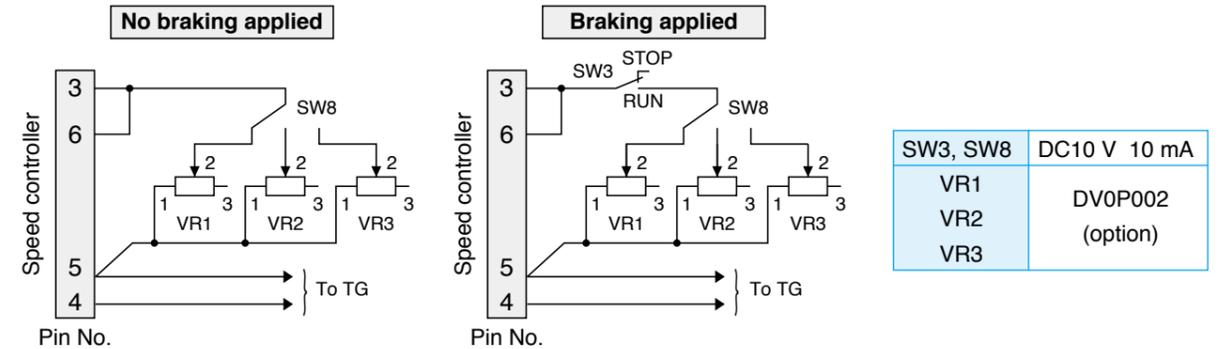 No braking applied
Speed controller
3
6
5
4
Pin No.
SW8
2
2
2
1
3
1
3
1
3
VR1
VR2
VR3
To TG
Braking applied
Speed controller
3
6
5
4
Pin No.
STOP
SW3
RUN
SW8
2
2
2
1
3
1
3
1
3
VR1
VR2
VR3
To TG
SW3, SW8 DC10 V 10 mA
VR1
VR2
VR3
DV0P002
(option)